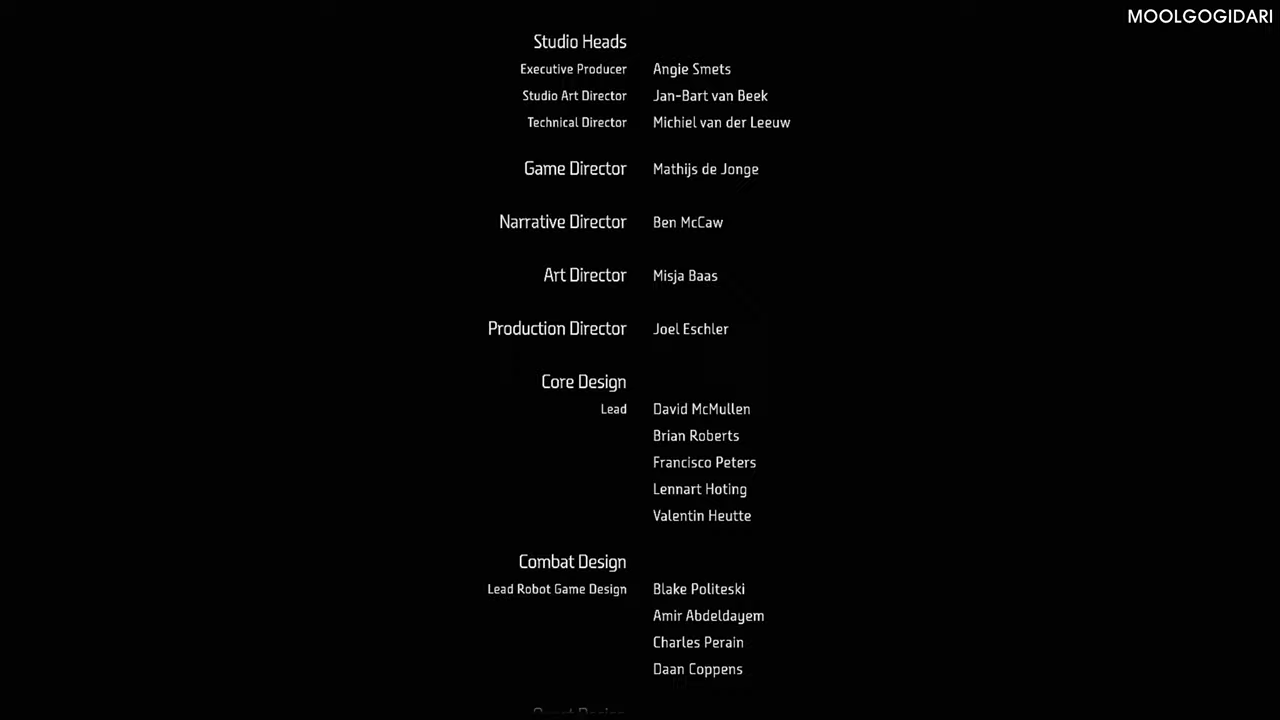 MOOLGOGIDARI
Studio Heads
Executive Producer Angie Smets
Studio Art Director Jan-Bart van Beek
Technical Director Michiel van der Leeuw
Game Director Mathijs de Jonge
Narrative Director Ben McCaw
Art Director Misja Baas
Production Director Joel Eschler
Core Design
Lead David McMullen
Brian Roberts
Francisco Peters
Lennart Hoting
Valentin Heutte
Combat Design
Lead Robot Game Design Blake Politeski
Amir Abdeldayem
Charles Perain
Daan Coppens